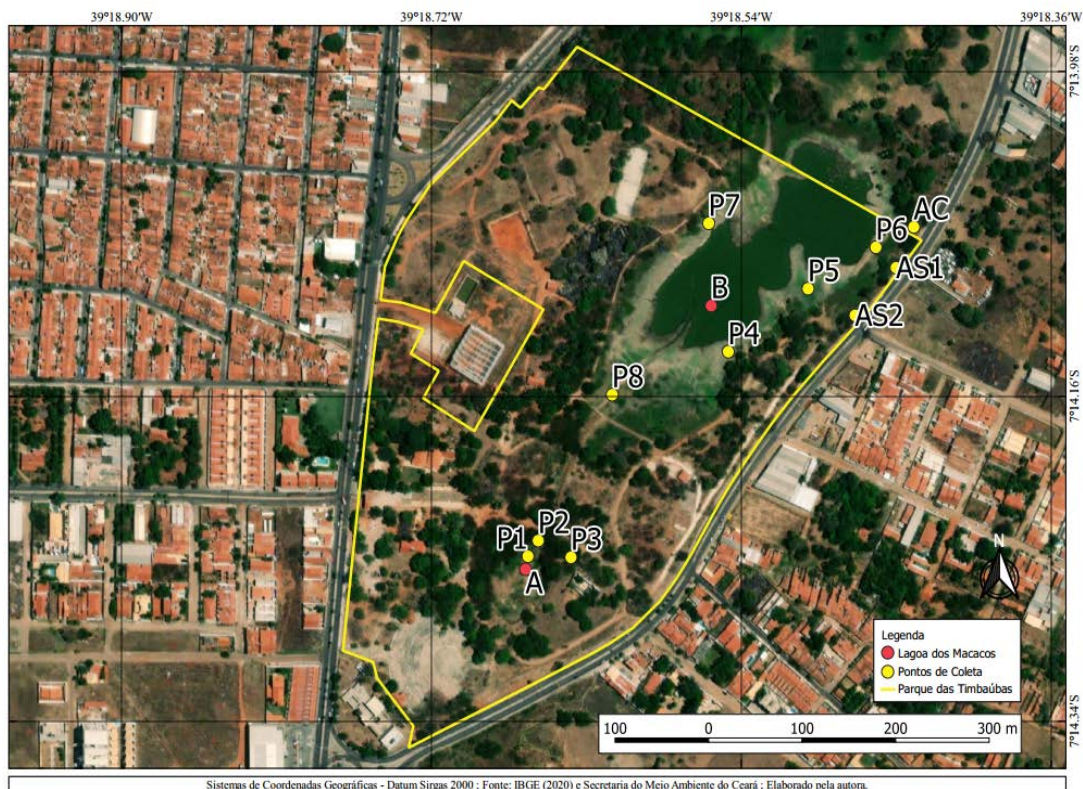 39°18.90'W 39°18.72'W 39°18.54'W 39°18.36'W
7°13.98'S
P7
AC
P6
AS1
B
P5
AS2
P4
P8
7°14.16'S
P2
P1
P3
A
N
Legenda
Lagoa dos Macacos
Pontos de Coleta
Parque das Timbaúbas
7°14.34'S
100 0 100 200 300 m
Sistemas de Coordenadas Geográficas - Datum Sirgas 2000 ; Fonte: IBGE (2020) e Secretaria do Meio Ambiente do Ceará ; Elaborado pela autora.